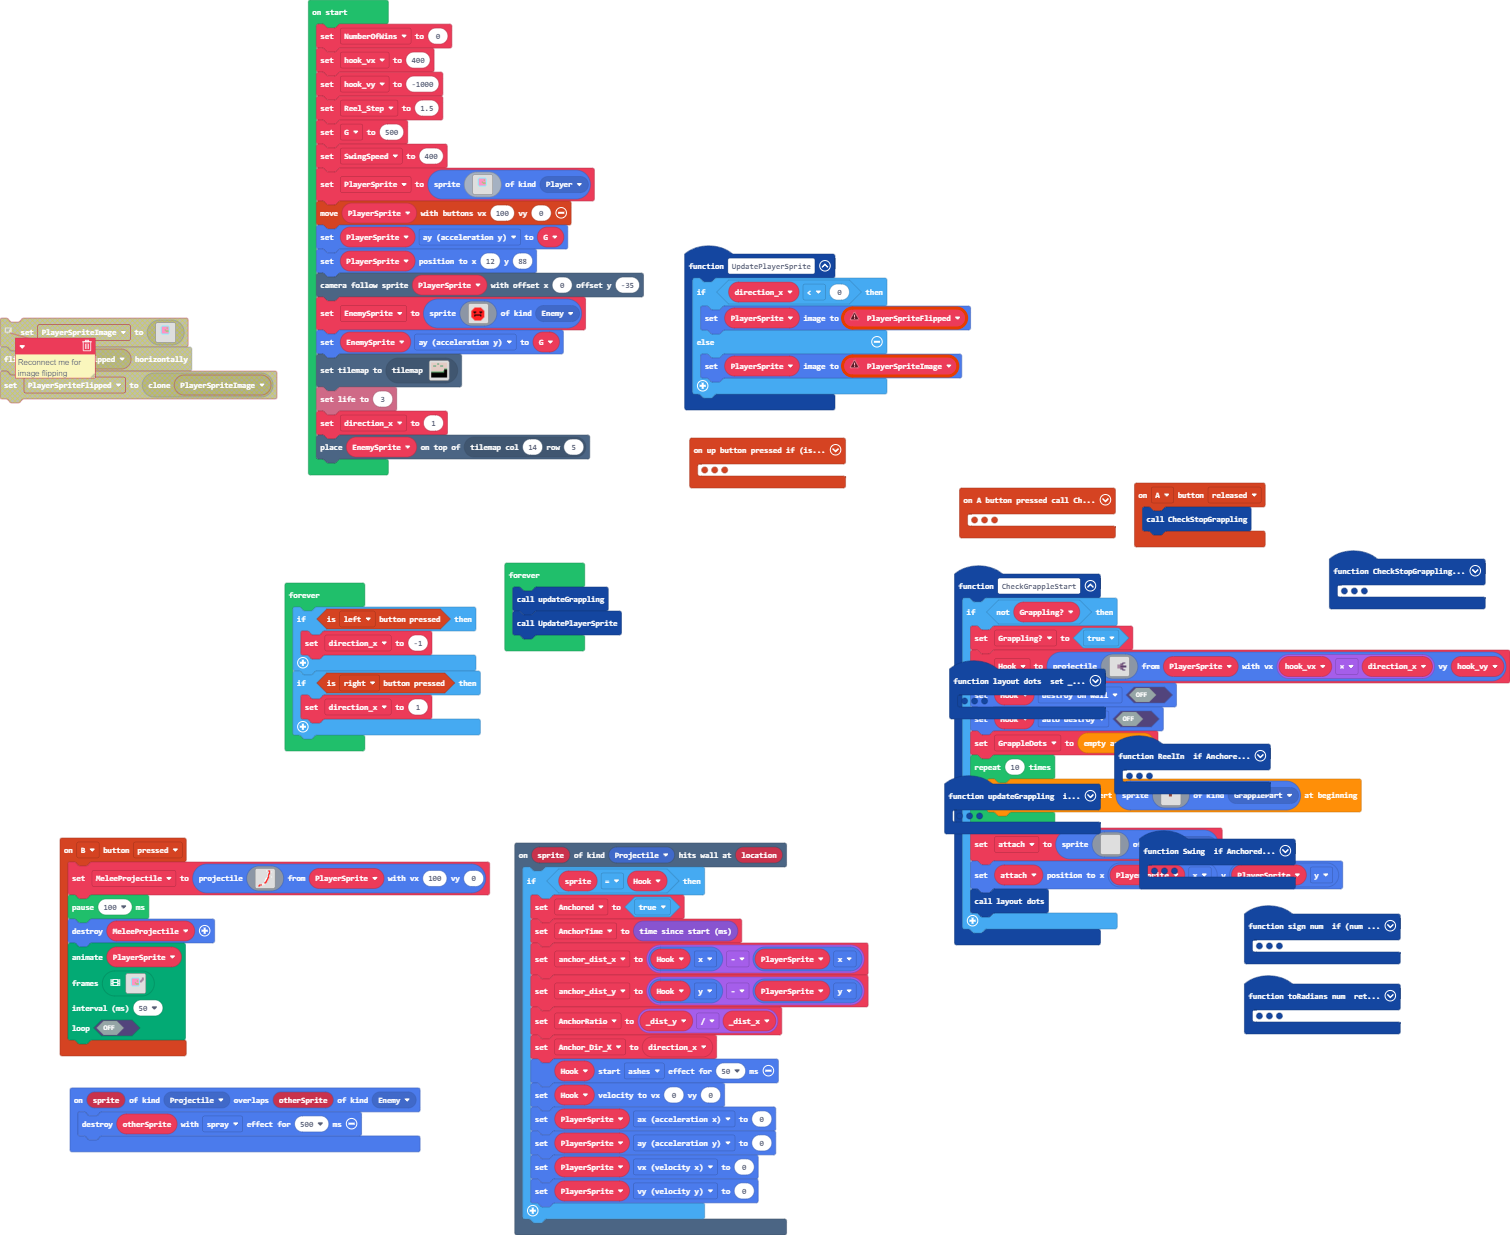 on start
set NumberOfWins to 0
set hook_vx to 400
set hook_vy to -1000
set Reel_Step to 1.5
set G to 500
set SwingSpeed to 400
set PlayerSprite to sprite of kind Player
move PlayerSprite with buttons vx 100 vy 0
set PlayerSprite ay (acceleration y) to G
set PlayerSprite position to x 12 y 88
camera follow sprite PlayerSprite with offset x 0 offset y -35
set EnemySprite to sprite of kind Enemy
set EnemySprite ay (acceleration y) to G
set tilemap to tilemap
set life to 3
set direction_x to 1
place EnemySprite on top of tilemap col 14 row 5
set PlayerSpriteImage to
Reconnect me for
image flipping
horizontally
set PlayerSpriteFlipped to clone PlayerSpriteImage
function UpdatePlayerSprite
if direction_x < 0 then
set PlayerSprite image to PlayerSpriteFlipped
else
set PlayerSprite image to PlayerSpriteImage
on up button pressed if (is...
on A button pressed call Ch...
on A button released
call CheckStopGrappling
function CheckStopGrappling...
forever
if is left button pressed then
set direction_x to -1
if is right button pressed then
set direction_x to 1
forever
call updateGrappling
call UpdatePlayerSprite
function CheckGrappleStart
if not Grappling? then
set Grappling? to true
Hook to projectile from PlayerSprite with vx hook_vx × direction_x vy hook_vy
function layout dots set _...
set Hook destroy on wall OFF
set Hook auto destroy OFF
set GrappleDots to empty
repeat 10 times
function ReelIn if Anchore...
function updateGrappling i...
sprite of kind GrapplePart at beginning
set attach to sprite
function Swing if Anchored...
set attach position to x PlayerSprite x y PlayerSprite y
call layout dots
function sign num if (num ...
function toRadians num ret...
on B button pressed
set MeleeProjectile to projectile from PlayerSprite with vx 100 vy 0
pause 100 ms
destroy MeleeProjectile
animate PlayerSprite
frames
interval (ms) 50
loop OFF
on sprite of kind Projectile overlaps otherSprite of kind Enemy
destroy otherSprite with spray effect for 500 ms
on sprite of kind Projectile hits wall at location
if sprite = Hook then
set Anchored to true
set AnchorTime to time since start (ms)
set anchor_dist_x to Hook x - PlayerSprite x
set anchor_dist_y to Hook y - PlayerSprite y
set AnchorRatio to _dist_y / _dist_x
set Anchor_Dir_X to direction_x
Hook start ashes effect for 50 ms
set Hook velocity to vx 0 vy 0
set PlayerSprite ax (acceleration x) to 0
set PlayerSprite ay (acceleration y) to 0
set PlayerSprite vx (velocity x) to 0
set PlayerSprite vy (velocity y) to 0